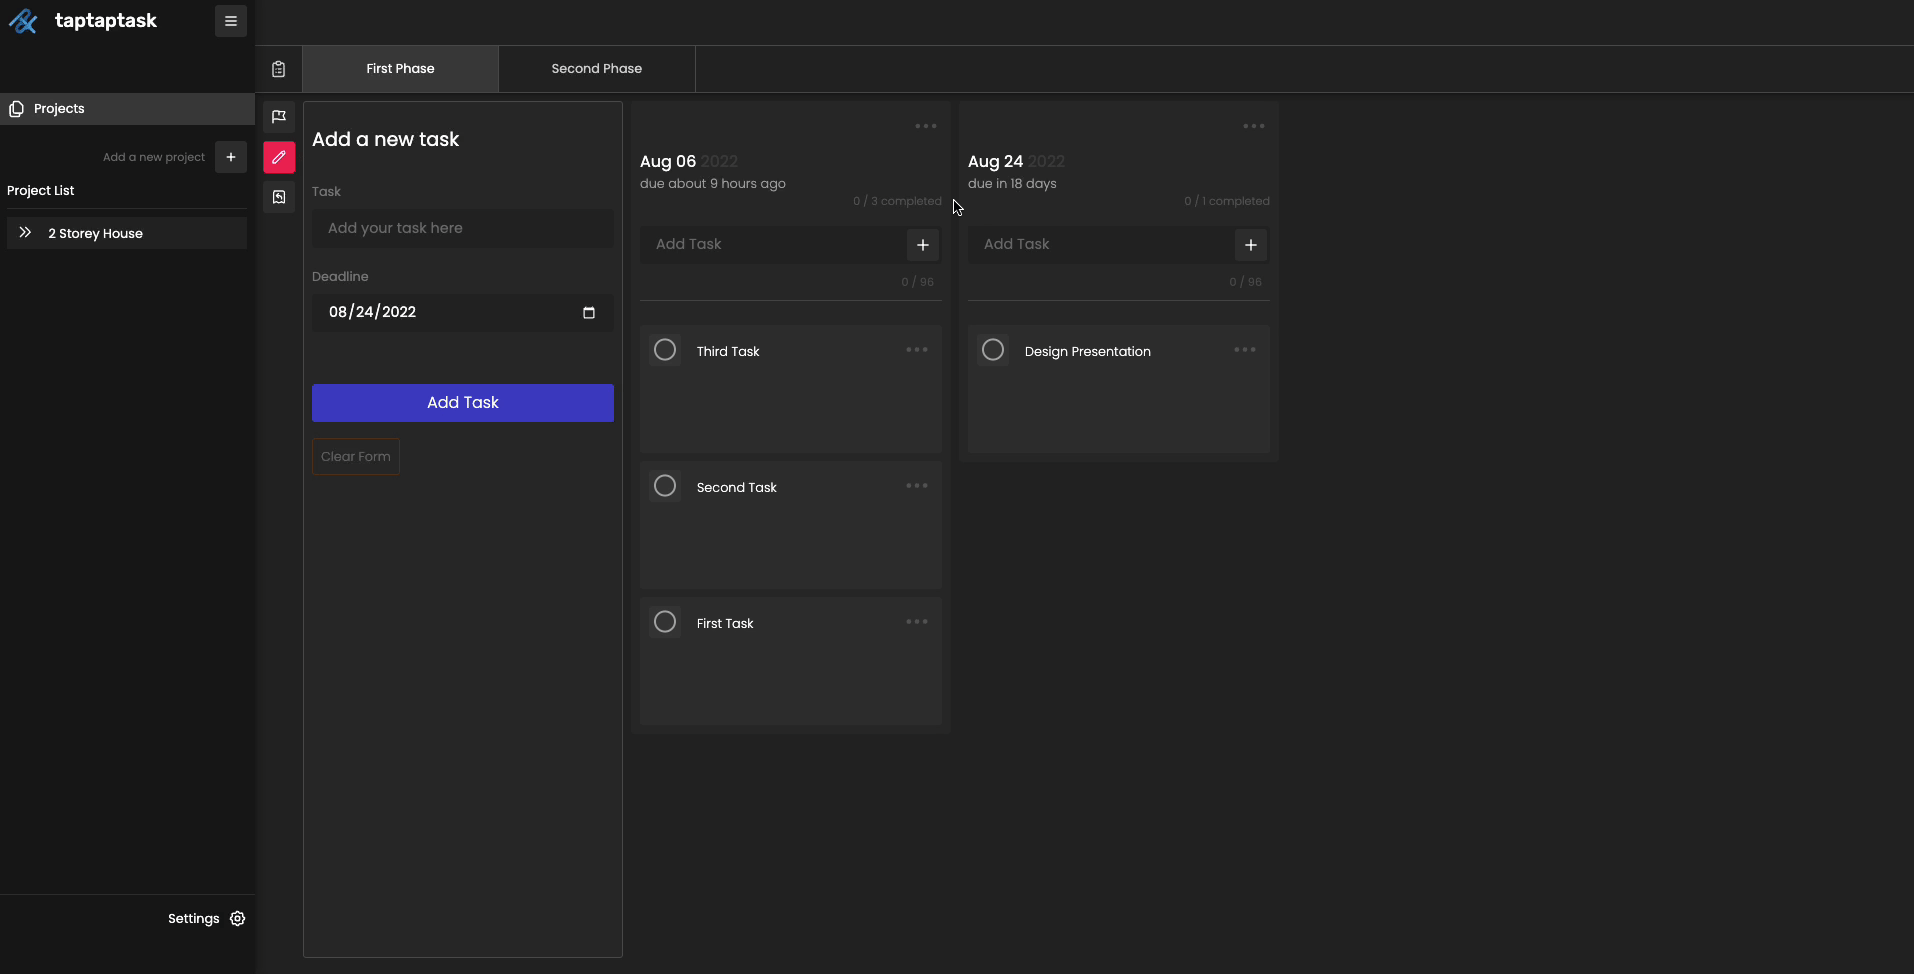 taptaptask
First Phase
Second Phase
Projects
Add a new project
Project List
2 Storey House
Settings
Add a new task
Task
Add your task here
Deadline
08/24/2022
Add Task
Clear Form
Aug 06 2022
due about 9 hours ago
0 / 3 completed
Add Task
0 / 96
Third Task
Second Task
First Task
Aug 24 2022
due in 18 days
0 / 1 completed
Add Task
0 / 96
Design Presentation